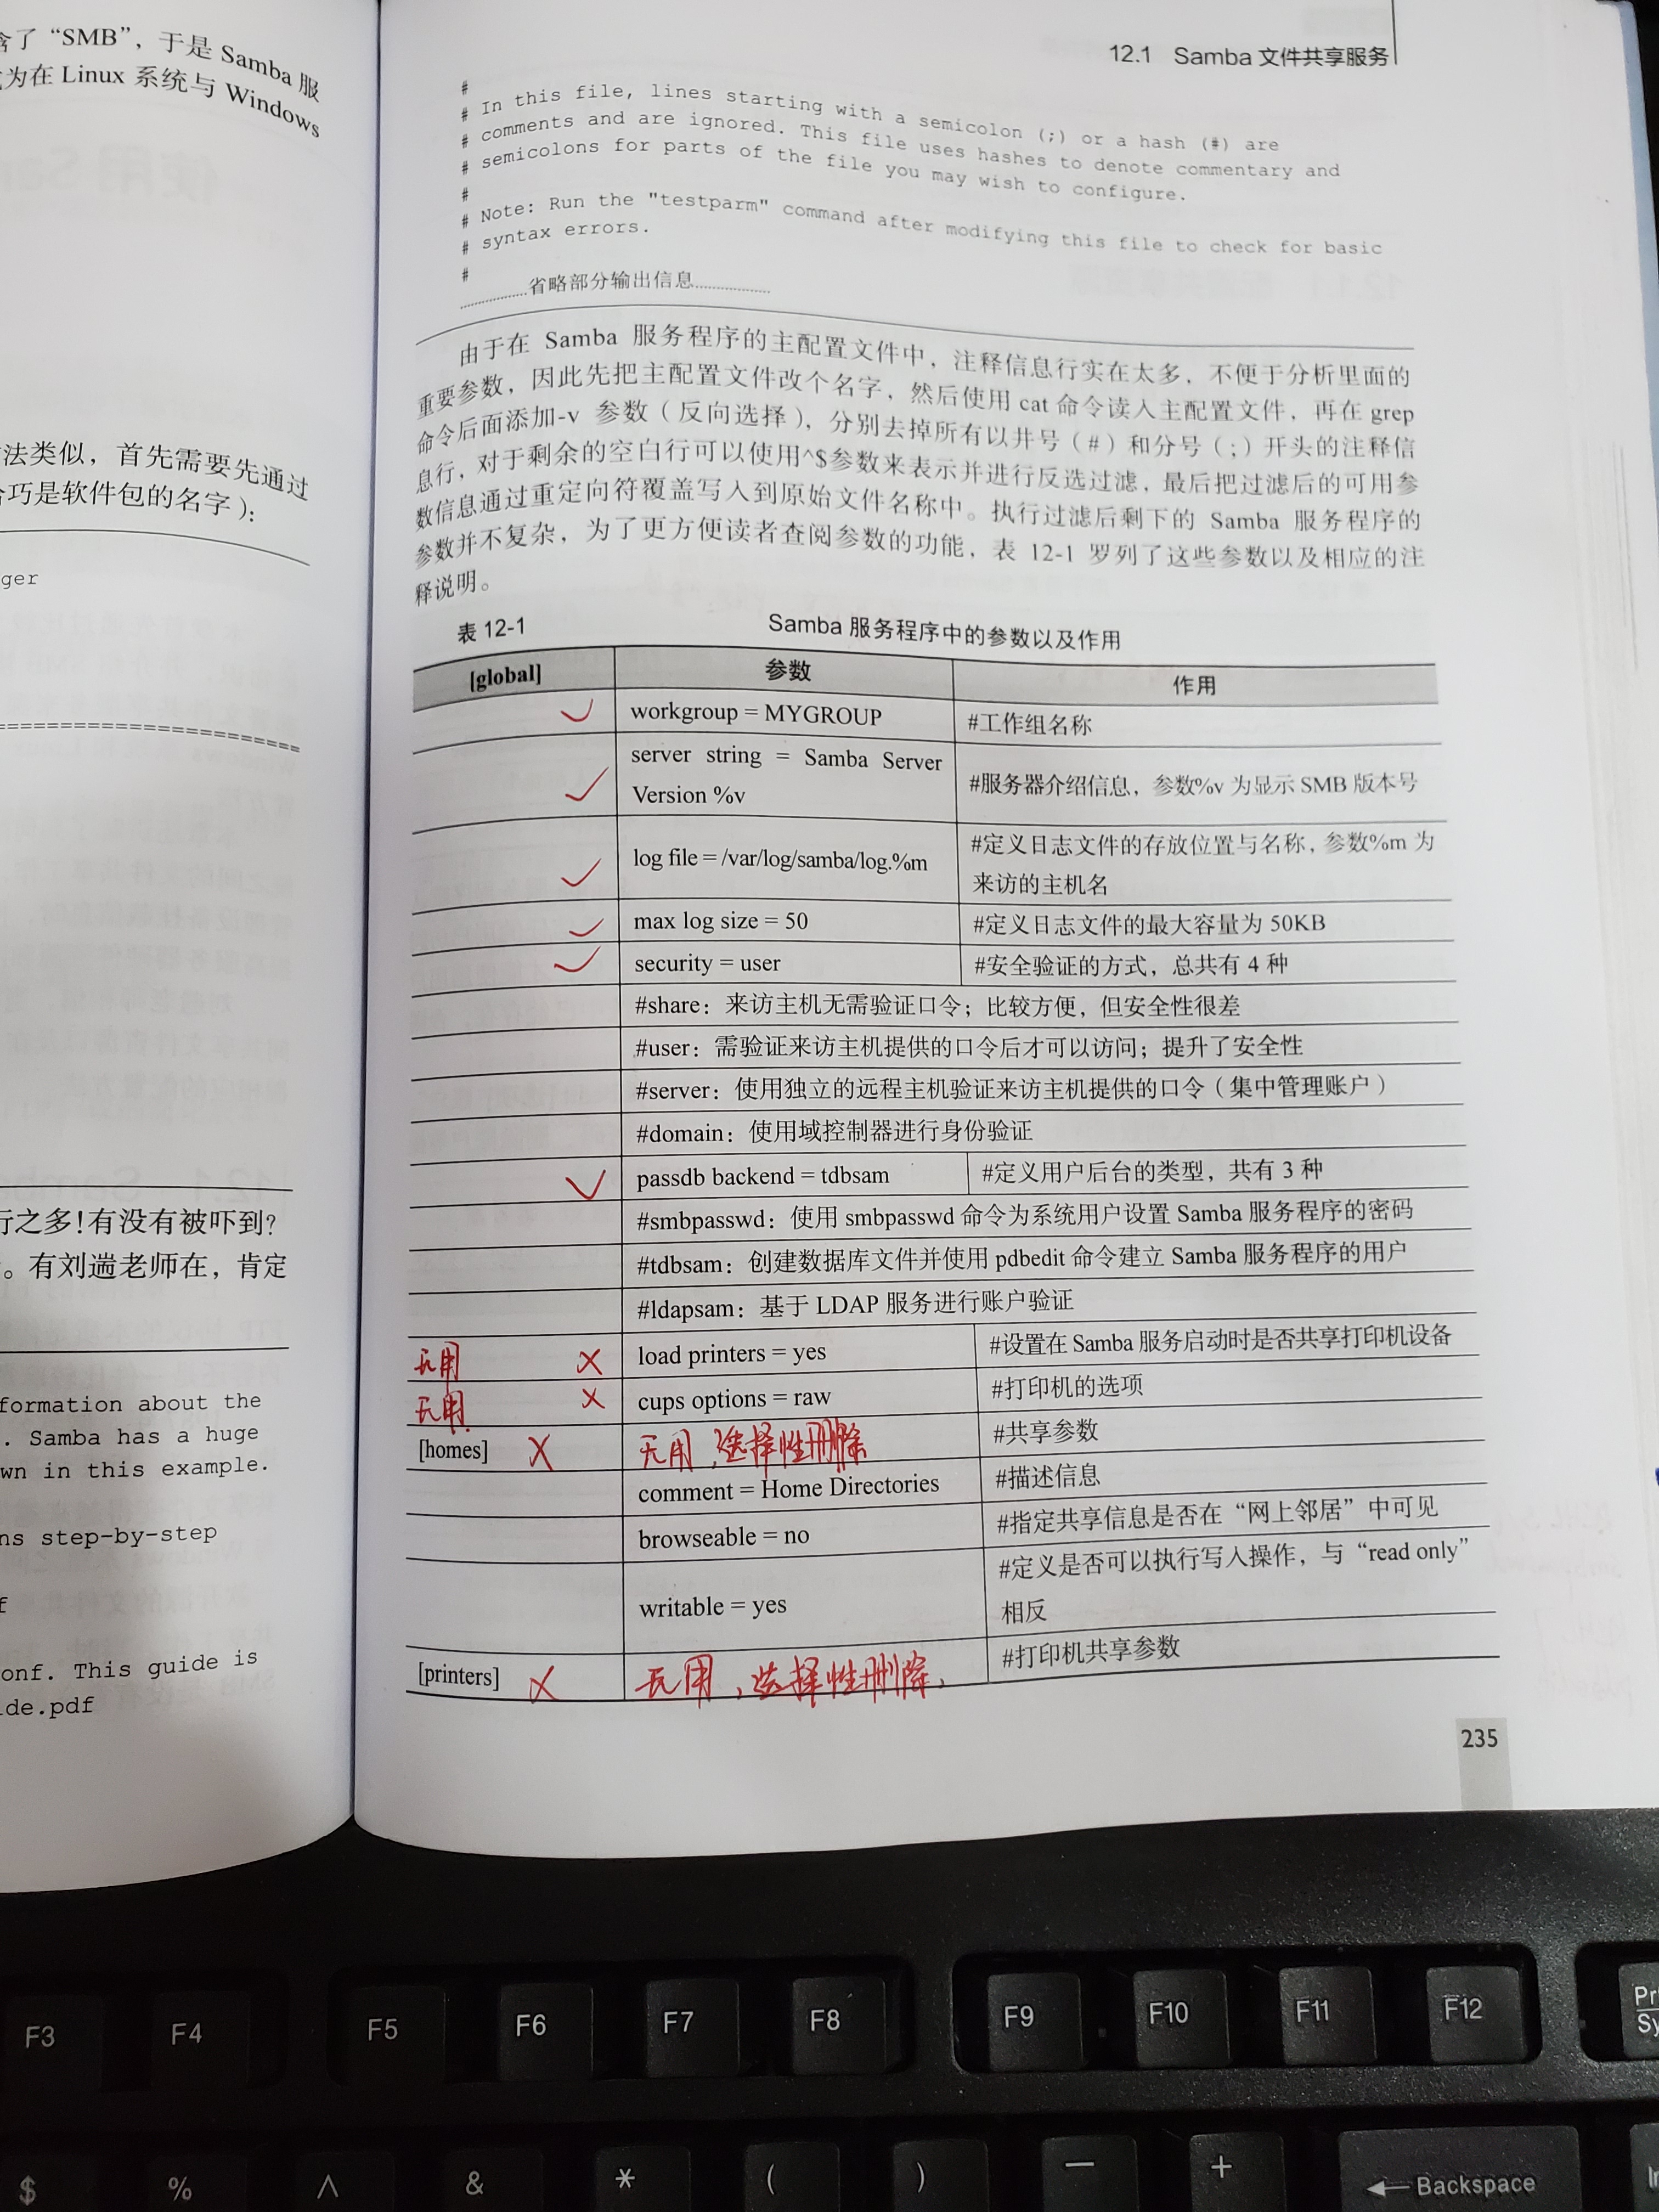 含了“SMB”，于是 Samba 服
为在 Linux 系统与 Windows
法类似，首先需要先通过
恰巧是软件包的名字）：
ger
================================
行之多！有没有被吓到？
。有刘遄老师在，肯定
formation about the
. Samba has a huge
wn in this example.
ns step-by-step
f
onf. This guide is
ide.pdf
12.1 Samba 文件共享服务
#
# In this file, lines starting with a semicolon (;) or a hash (#) are
# comments and are ignored. This file uses hashes to denote commentary and
# semicolons for parts of the file you may wish to configure.
#
# Note: Run the "testparm" command after modifying this file to check for basic
# syntax errors.
#
………………省略部分输出信息………………
由于在 Samba 服务程序的主配置文件中，注释信息行实在太多，不便于分析里面的
重要参数，因此先把主配置文件改个名字，然后使用 cat 命令读入主配置文件，再在 grep
命令后面添加-v 参数（反向选择），分别去掉所有以井号（#）和分号（;）开头的注释信
息行，对于剩余的空白行可以使用^$参数来表示并进行反选过滤，最后把过滤后的可用参
数信息通过重定向符覆盖写入到原始文件名称中。执行过滤后剩下的 Samba 服务程序的
参数并不复杂，为了更方便读者查阅参数的功能，表 12-1 罗列了这些参数以及相应的注
释说明。
表 12-1 Samba 服务程序中的参数以及作用
[global] 参数 作用
workgroup = MYGROUP #工作组名称
server string = Samba Server
Version %v #服务器介绍信息，参数%v 为显示 SMB 版本号
log file = /var/log/samba/log.%m #定义日志文件的存放位置与名称，参数%m 为
来访的主机名
max log size = 50 #定义日志文件的最大容量为 50KB
security = user #安全验证的方式，总共有 4 种
#share：来访主机无需验证口令；比较方便，但安全性很差
#user：需验证来访主机提供的口令后才可以访问；提升了安全性
#server：使用独立的远程主机验证来访主机提供的口令（集中管理账户）
#domain：使用域控制器进行身份验证
passdb backend = tdbsam #定义用户后台的类型，共有 3 种
#smbpasswd：使用 smbpasswd 命令为系统用户设置 Samba 服务程序的密码
#tdbsam：创建数据库文件并使用 pdbedit 命令建立 Samba 服务程序的用户
#ldapsam：基于 LDAP 服务进行账户验证
无用 load printers = yes #设置在 Samba 服务启动时是否共享打印机设备
无用 cups options = raw #打印机的选项
[homes] 无用，选择性删除 #共享参数
comment = Home Directories #描述信息
browseable = no #指定共享信息是否在“网上邻居”中可见
writable = yes #定义是否可以执行写入操作，与“read only”
相反
[printers] 无用，选择性删除， #打印机共享参数
235
F3 F4 F5 F6 F7 F8 F9 F10 F11 F12 Pr
Sy
$ % ^ & * ( ) — + ← Backspace In